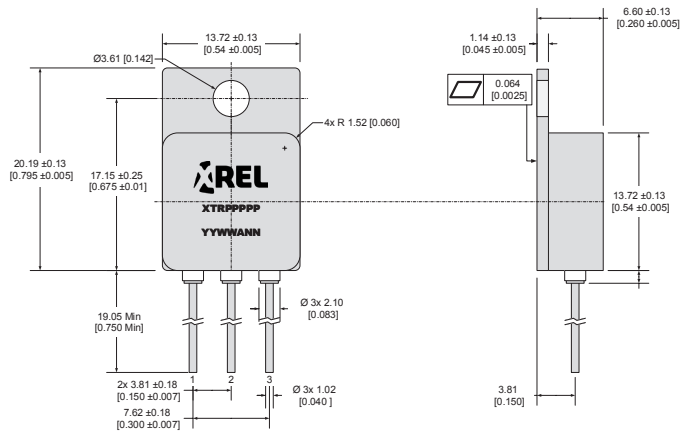 13.72 ±0.13
[0.54 ±0.005]
Ø3.61 [0.142]
4x R 1.52 [0.060]
20.19 ±0.13
[0.795 ±0.005]
17.15 ±0.25
[0.675 ±0.01]
+
XREL
XTRPPPPP
YYWWANN
19.05 Min
[0.750 Min]
Ø 3x 2.10
[0.083]
1 2 3
2x 3.81 ±0.18
[0.150 ±0.007]
Ø 3x 1.02
[0.040 ]
7.62 ±0.18
[0.300 ±0.007]
6.60 ±0.13
[0.260 ±0.005]
1.14 ±0.13
[0.045 ±0.005]
0.064
[0.0025]
13.72 ±0.13
[0.54 ±0.005]
3.81
[0.150]